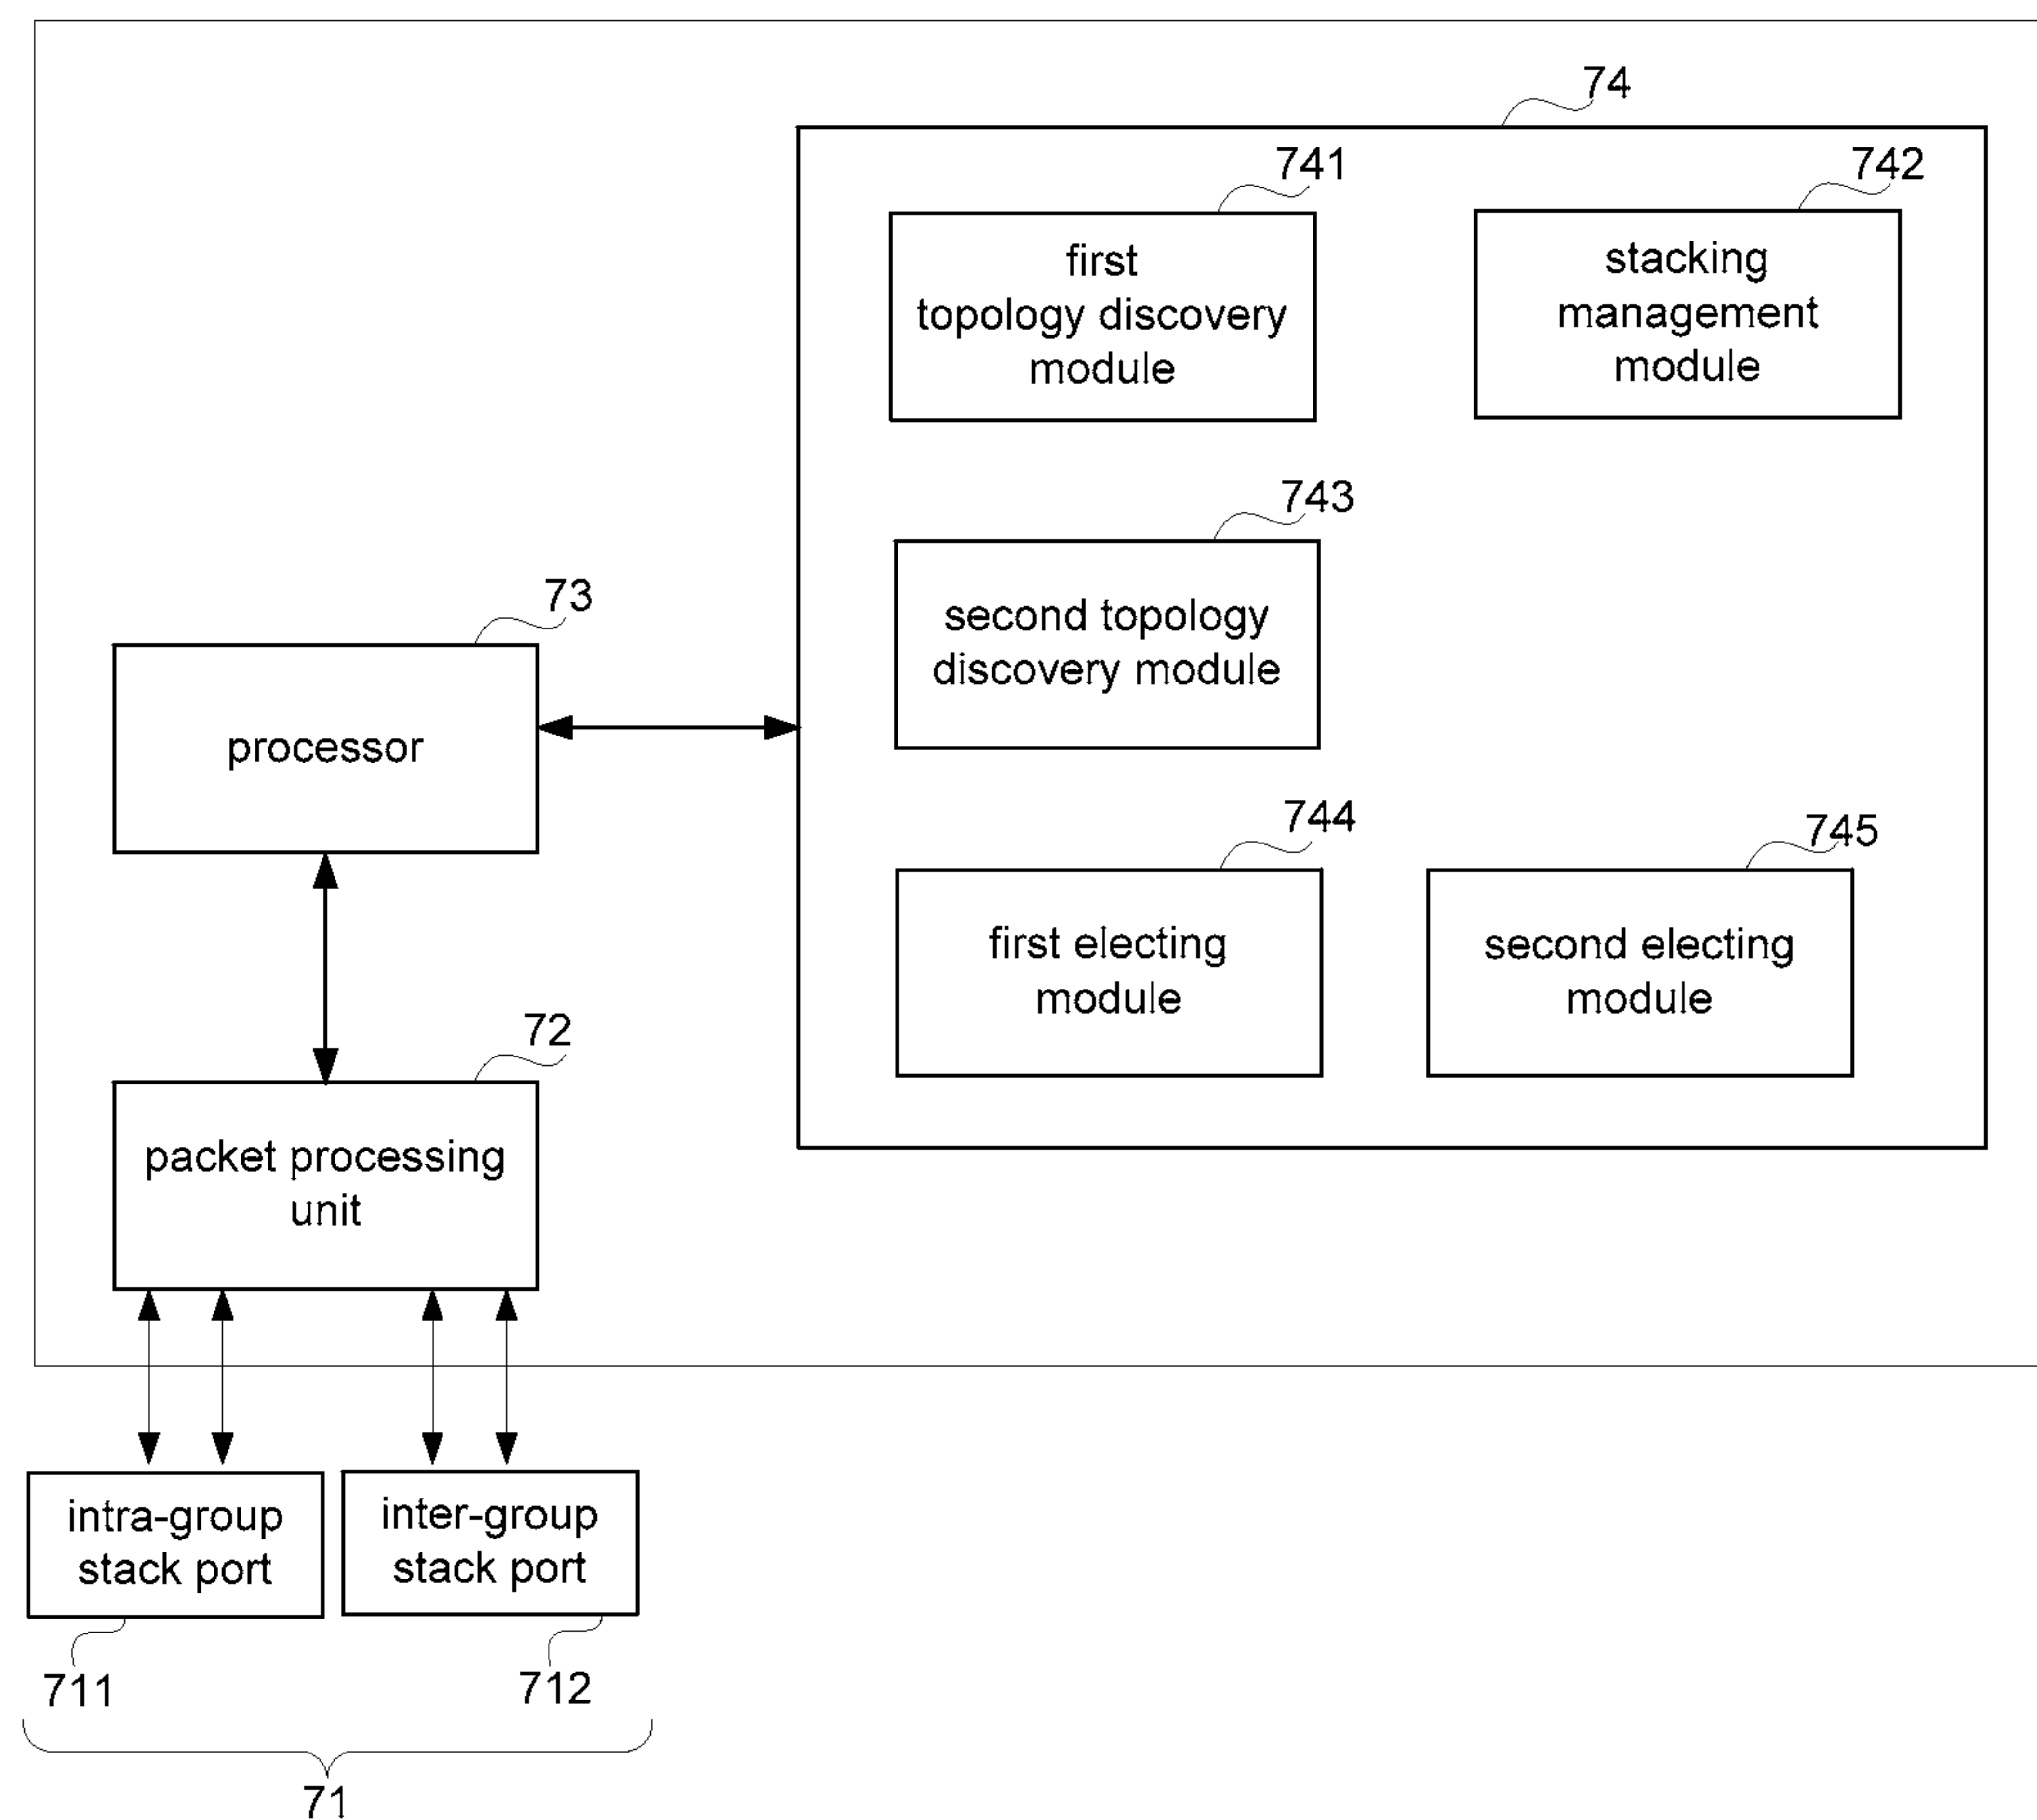 74
741
742
first
topology discovery
module
stacking
management
module
743
second topology
discovery module
73
processor
744
745
first electing
module
second electing
module
72
packet processing
unit
intra-group
stack port
inter-group
stack port
711
712
71